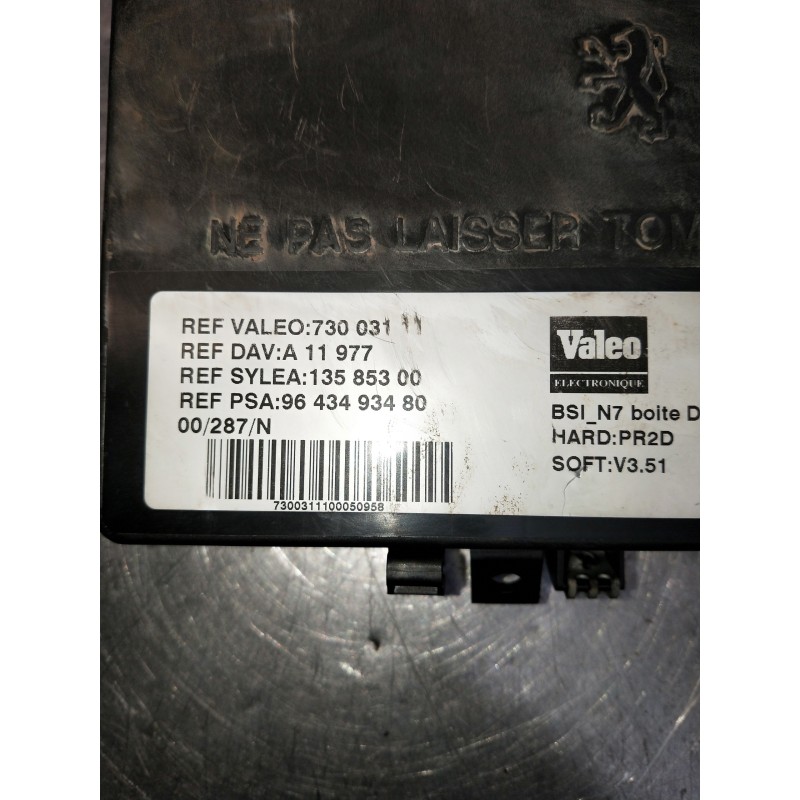 NE PAS LAISSER TOM
REF VALEO:730 031 11
REF DAV:A 11 977
REF SYLEA:135 853 00
REF PSA:96 434 934 80
00/287/N
7300311100050958
Valeo
ELECTRONIQUE
BSI_N7 boite D
HARD:PR2D
SOFT:V3.51